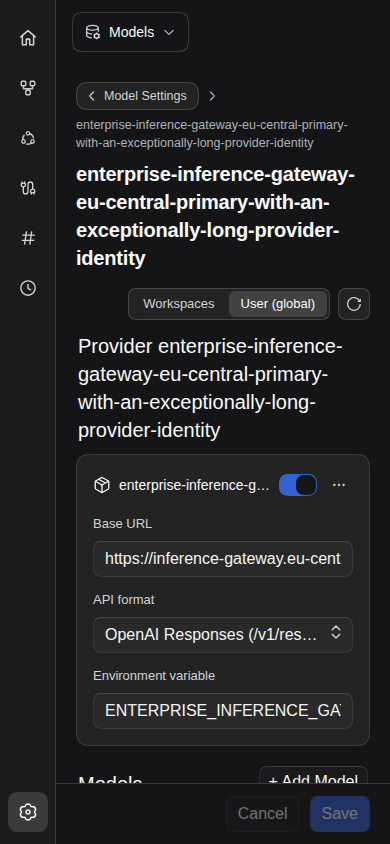 Models
Model Settings
enterprise-inference-gateway-eu-central-primary-
with-an-exceptionally-long-provider-identity
enterprise-inference-gateway-
eu-central-primary-with-an-
exceptionally-long-provider-
identity
Workspaces User (global)
Provider enterprise-inference-
gateway-eu-central-primary-
with-an-exceptionally-long-
provider-identity
enterprise-inference-g…
Base URL
https://inference-gateway.eu-cent
API format
OpenAI Responses (/v1/res…
Environment variable
ENTERPRISE_INFERENCE_GA
Models + Add Model
Cancel Save